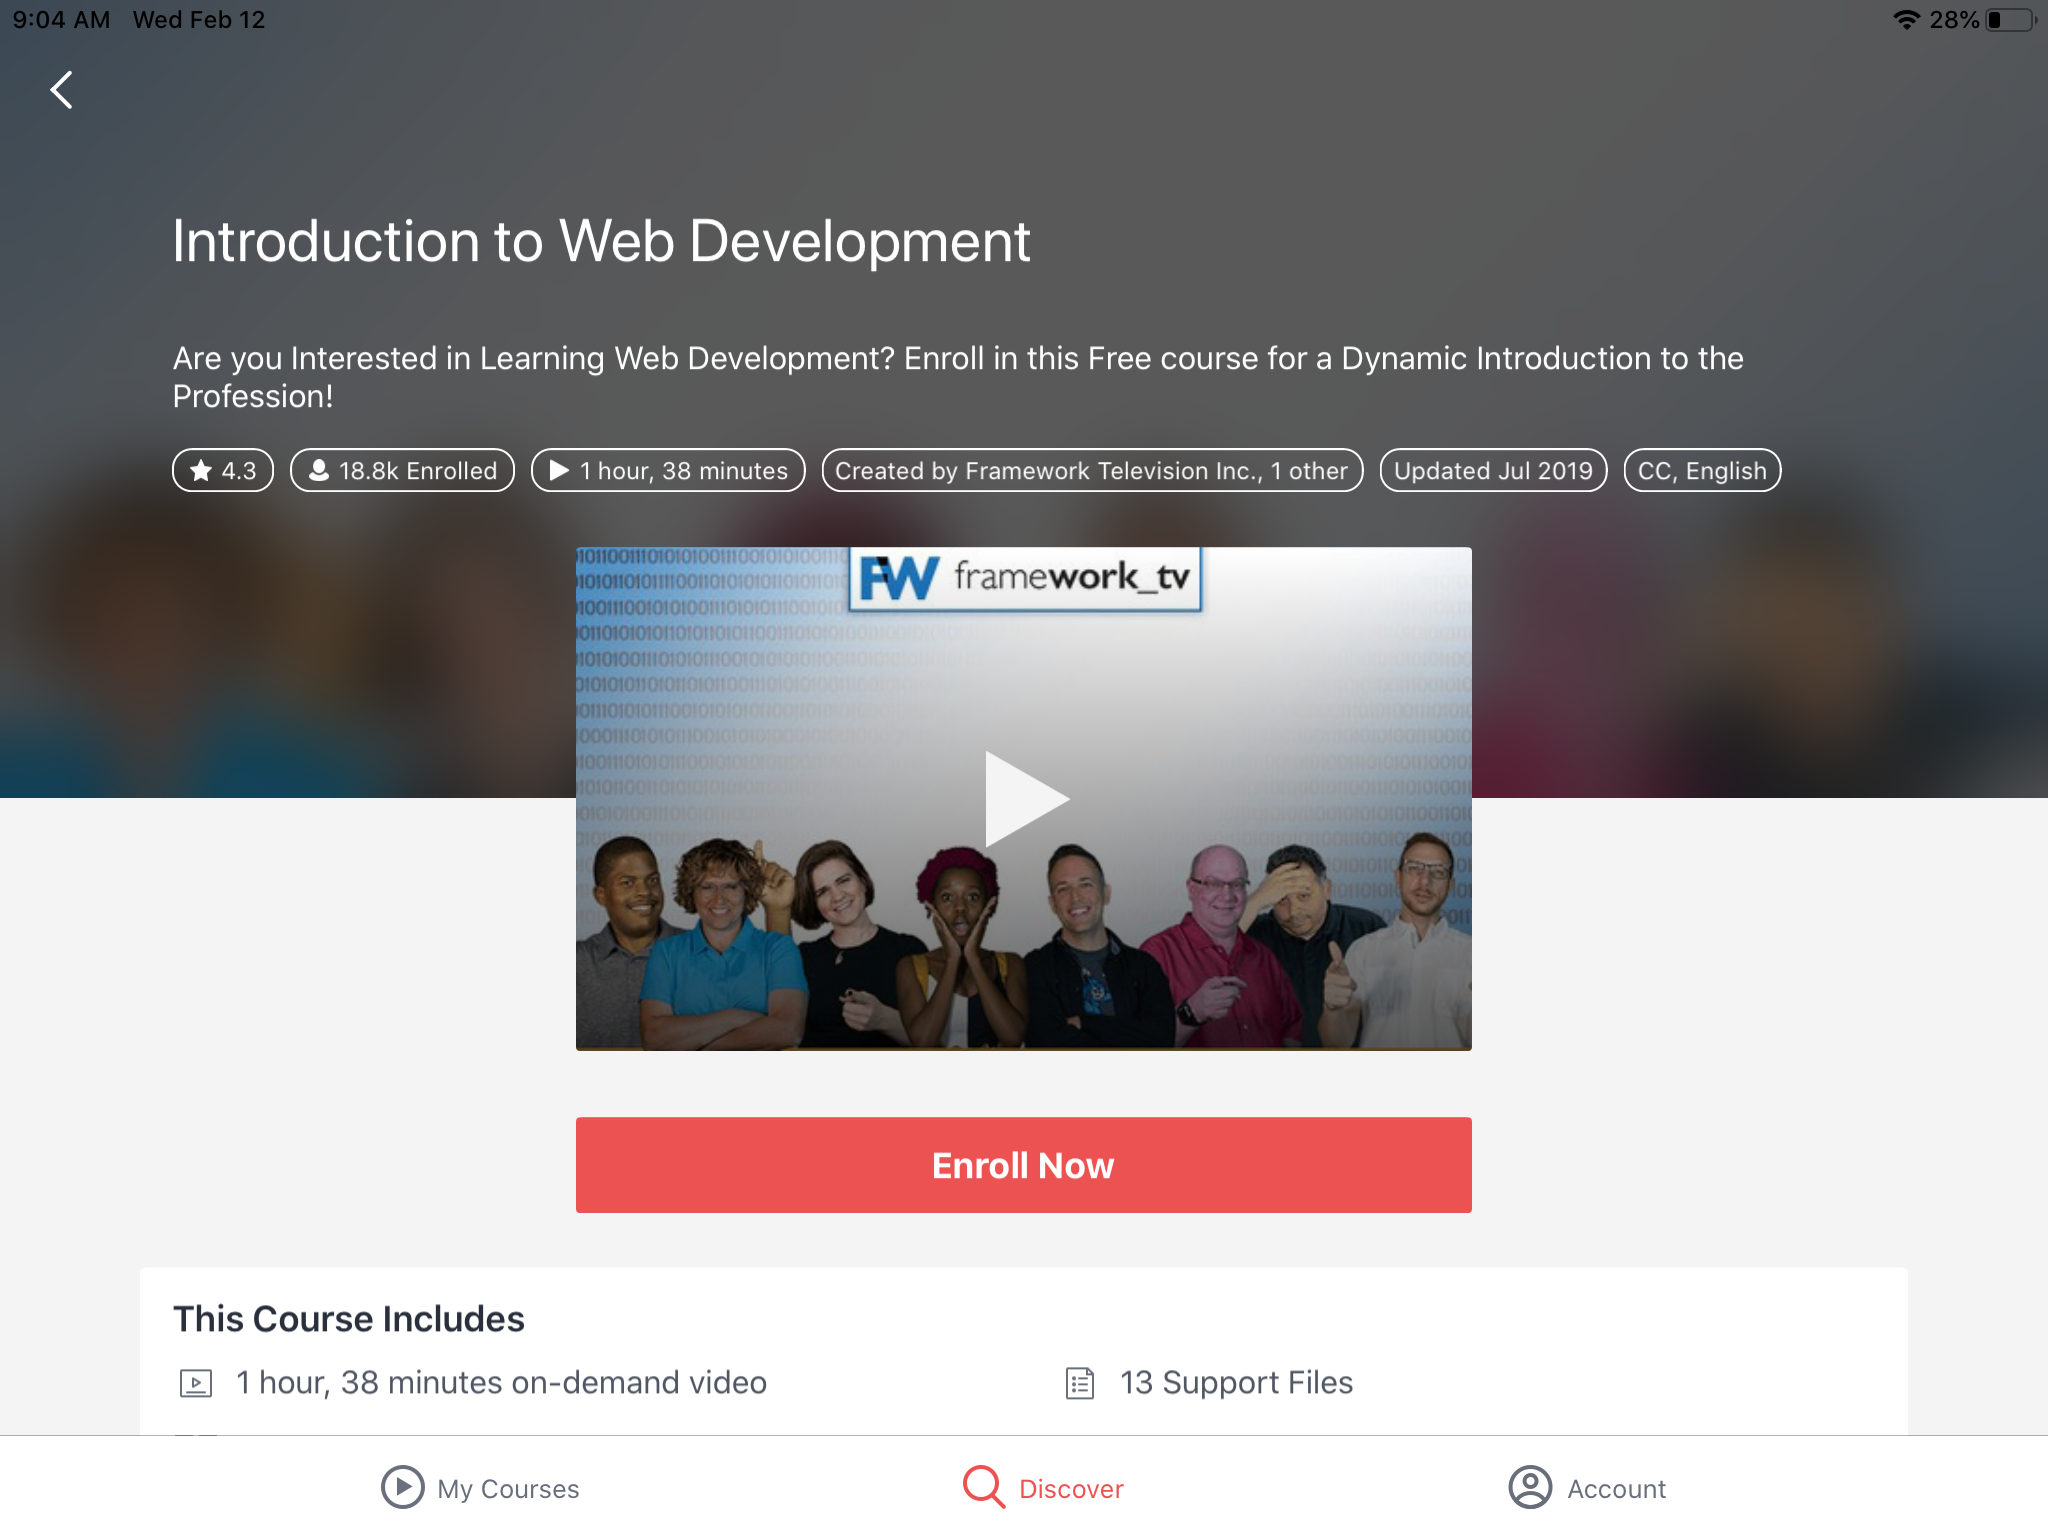 9:04 AM Wed Feb 12
28%
Introduction to Web Development
Are you Interested in Learning Web Development? Enroll in this Free course for a Dynamic Introduction to the
Profession!
4.3
18.8k Enrolled
1 hour, 38 minutes
Created by Framework Television Inc., 1 other
Updated Jul 2019
CC, English
FW framework_tv
Enroll Now
This Course Includes
1 hour, 38 minutes on-demand video
13 Support Files
My Courses
Discover
Account